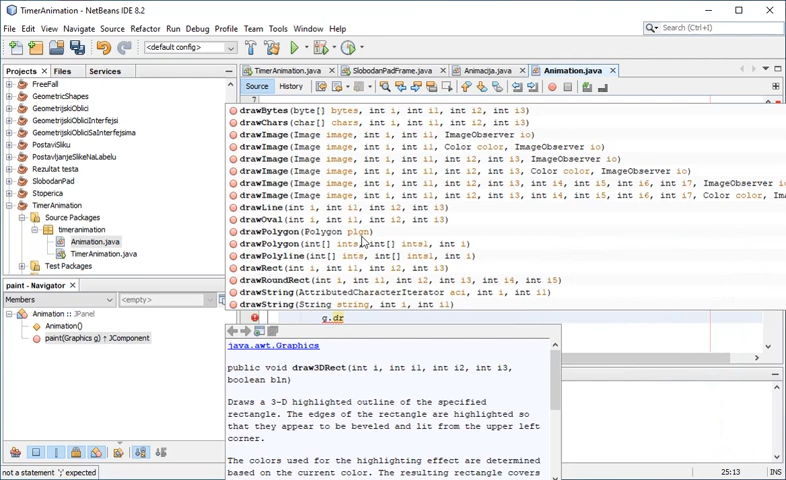 TimerAnimation - NetBeans IDE 8.2
File Edit View Navigate Source Refactor Run Debug Profile Team Tools Window Help
Search (Ctrl+I)
<default config>
Projects Files Services
TimerAnimation.java SlobodanPadFrame.java Animacija.java Animation.java
Source History
FreeFall
GeometricShapes
GeometrijskiOblici
GeometrijskiObliciInterfejsi
GeometrijskiObliciSaInterfejsima
PostaviSliku
PostavljanjeSlikeNaLabelu
Rezultat testa
SlobodanPad
Stoperica
TimerAnimation
Source Packages
timeranimation
Animation.java
TimerAnimation.java
Test Packages
7
drawBytes(byte[] bytes, int i, int i1, int i2, int i3)
drawChars(char[] chars, int i, int i1, int i2, int i3)
drawImage(Image image, int i, int i1, ImageObserver io)
drawImage(Image image, int i, int i1, Color color, ImageObserver io)
drawImage(Image image, int i, int i1, int i2, int i3, ImageObserver io)
drawImage(Image image, int i, int i1, int i2, int i3, Color color, ImageObserver io)
drawImage(Image image, int i, int i1, int i2, int i3, int i4, int i5, int i6, int i7, ImageObserver
drawImage(Image image, int i, int i1, int i2, int i3, int i4, int i5, int i6, int i7, Color color,
drawLine(int i, int i1, int i2, int i3)
drawOval(int i, int i1, int i2, int i3)
drawPolygon(Polygon plgn)
drawPolygon(int[] ints, int[] ints1, int i)
drawPolyline(int[] ints, int[] ints1, int i)
drawRect(int i, int i1, int i2, int i3)
drawRoundRect(int i, int i1, int i2, int i3, int i4, int i5)
drawString(AttributedCharacterIterator aci, int i, int i1)
drawString(String string, int i, int i1)
g.dr
paint - Navigator
Members <empty>
Animation :: JPanel
Animation()
paint(Graphics g) ↑ JComponent
java.awt.Graphics
public void draw3DRect(int i, int i1, int i2, int i3,
boolean bln)
Draws a 3-D highlighted outline of the specified
rectangle. The edges of the rectangle are highlighted so
that they appear to be beveled and lit from the upper left
corner.
The colors used for the highlighting effect are determined
based on the current color. The resulting rectangle covers
not a statement ';' expected
25:13 INS